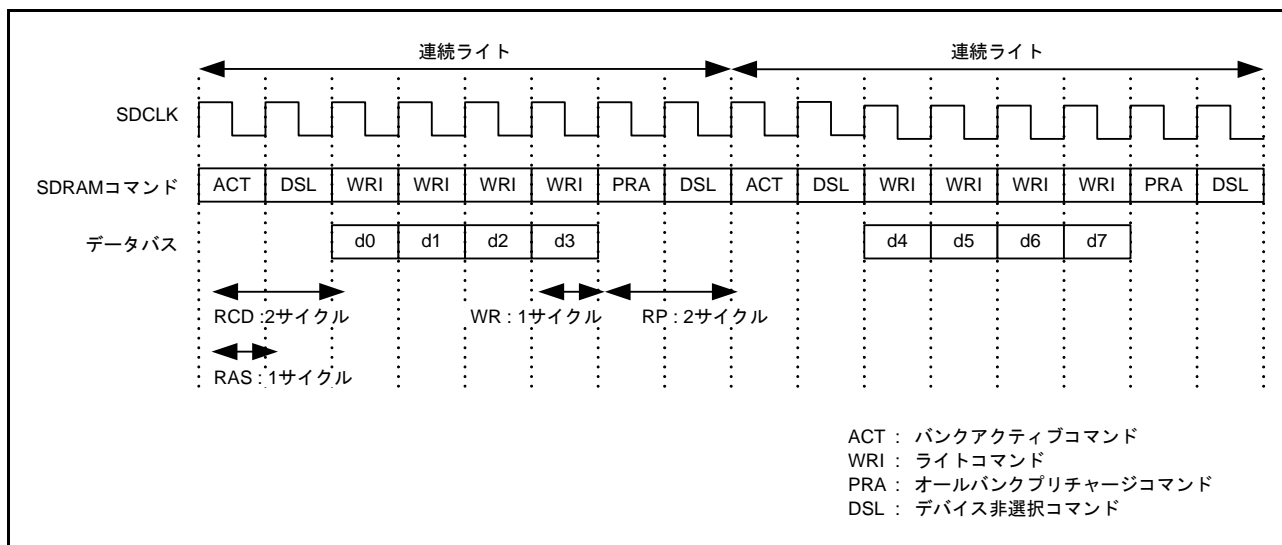 連続ライト 連続ライト
SDCLK
SDRAMコマンド ACT DSL WRI WRI WRI WRI PRA DSL ACT DSL WRI WRI WRI WRI PRA DSL
データバス d0 d1 d2 d3 d4 d5 d6 d7
RCD :2サイクル WR : 1サイクル RP : 2サイクル
RAS : 1サイクル
ACT : バンクアクティブコマンド
WRI : ライトコマンド
PRA : オールバンクプリチャージコマンド
DSL : デバイス非選択コマンド